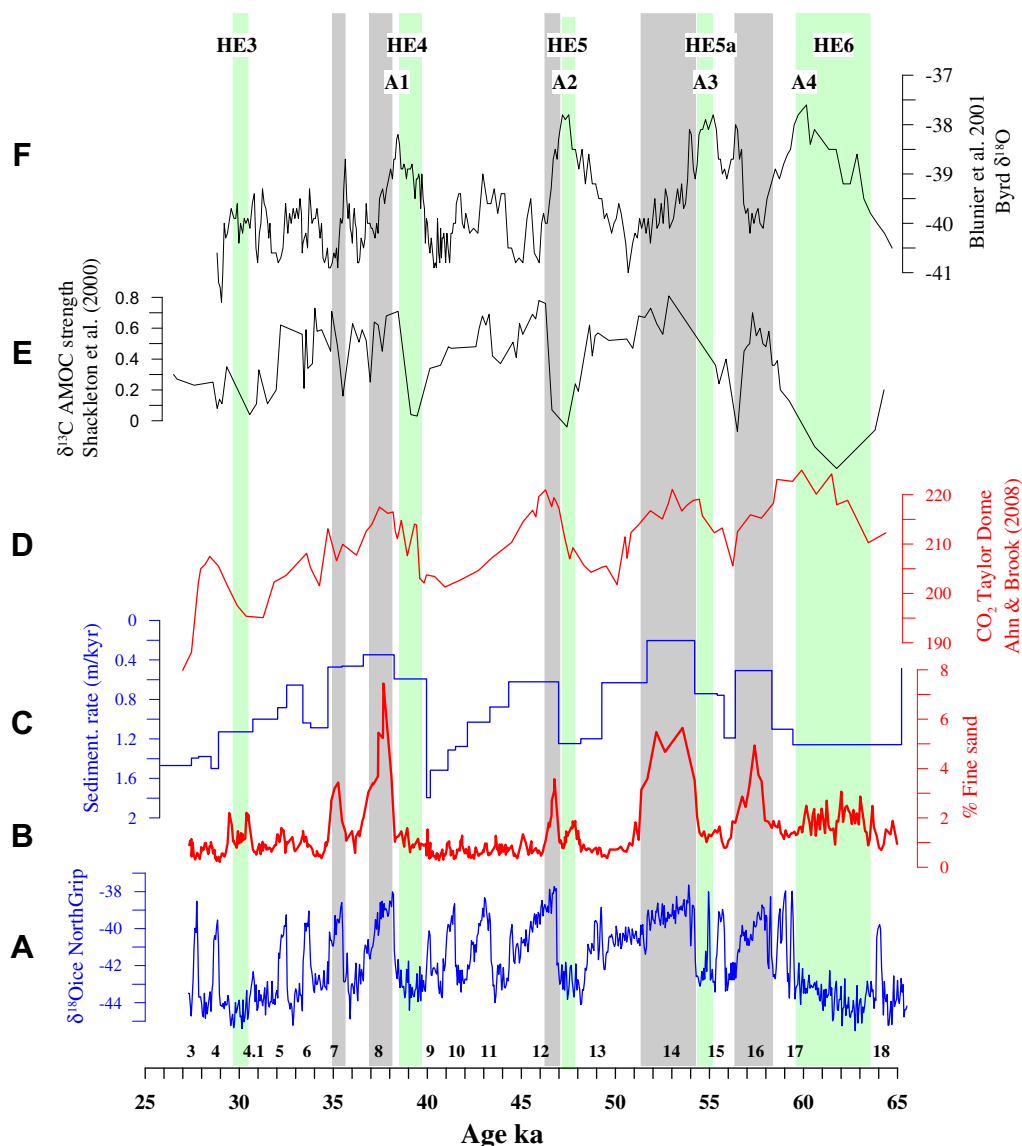 HE3 HE4 HE5 HE5a HE6
A1 A2 A3 A4
F
-37
-38
-39
-40
-41
Blunier et al. 2001
Byrd δ¹⁸O
E
δ¹³C AMOC strength
Shackleton et al. (2000)
0.8
0.6
0.4
0.2
0
D
220
210
200
190
CO₂ Taylor Dome
Ahn & Brook (2008)
C
Sediment. rate (m/kyr)
0
0.4
0.8
1.2
1.6
2
B
8
6
4
2
0
% Fine sand
A
δ¹⁸Oice NorthGrip
-38
-40
-42
-44
3 4 4.1 5 6 7 8 9 10 11 12 13 14 15 16 17 18
25 30 35 40 45 50 55 60 65
Age ka